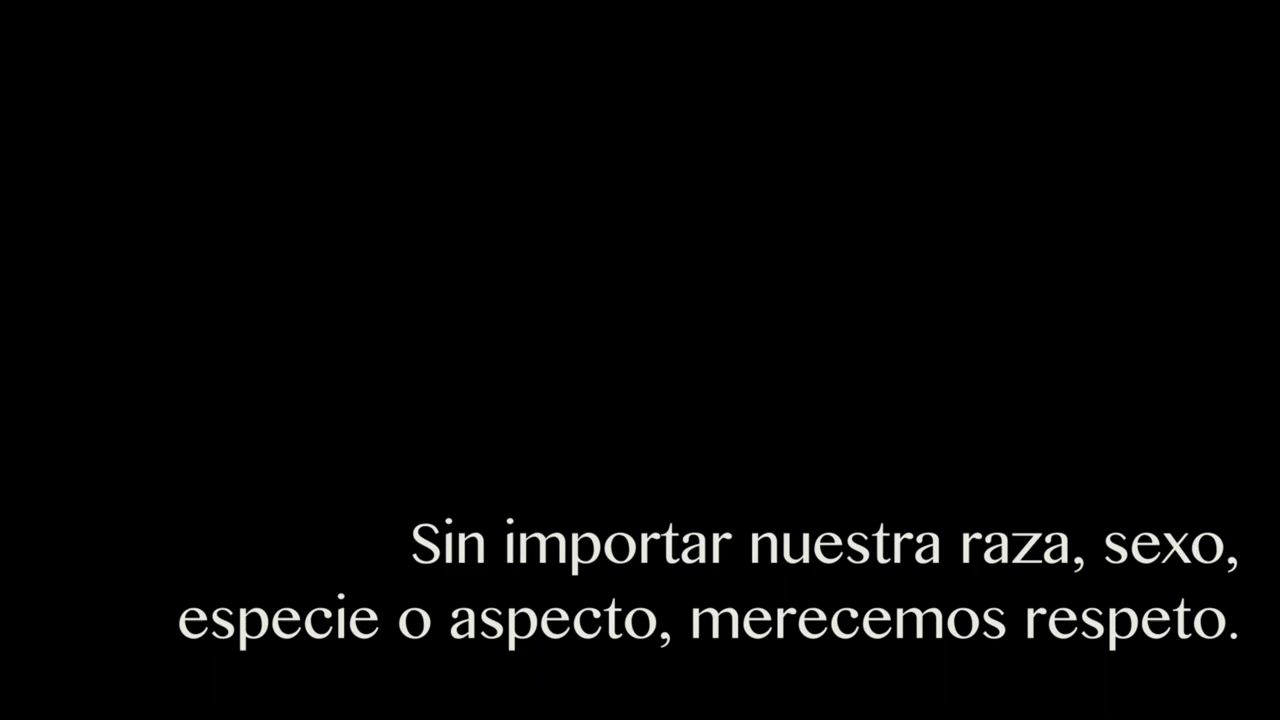 Sin importar nuestra raza, sexo,
especie o aspecto, merecemos respeto.